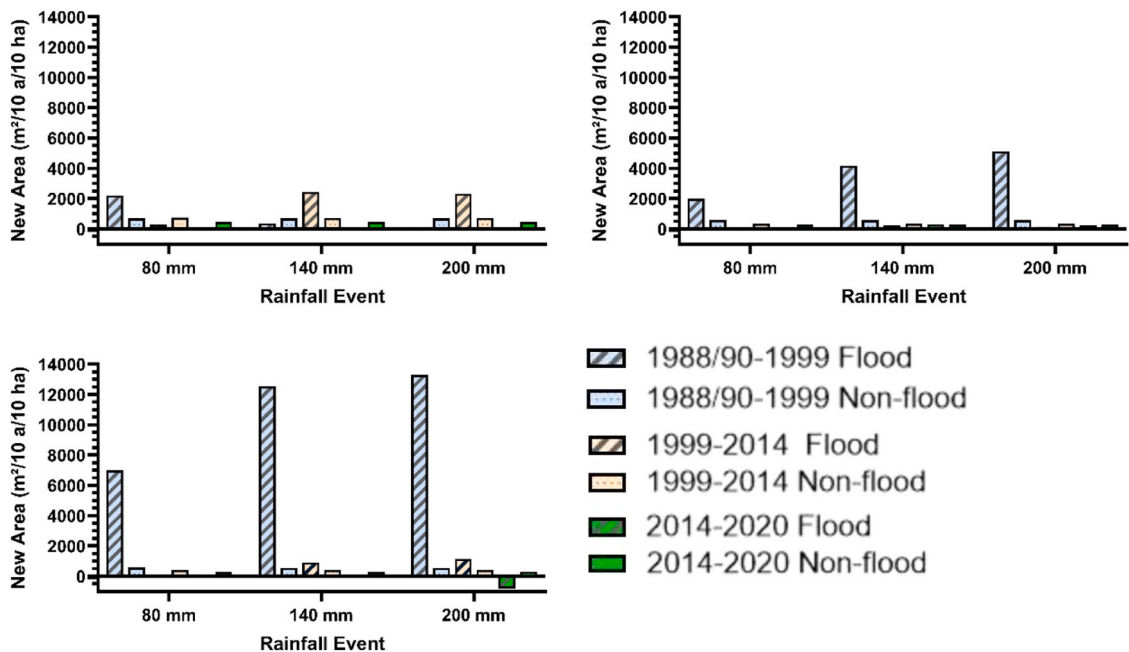 New Area (m²/10 a/10 ha)
14000
12000
10000
8000
6000
4000
2000
0
80 mm 140 mm 200 mm
Rainfall Event
New Area (m²/10 a/10 ha)
14000
12000
10000
8000
6000
4000
2000
0
80 mm 140 mm 200 mm
Rainfall Event
New Area (m²/10 a/10 ha)
14000
12000
10000
8000
6000
4000
2000
0
80 mm 140 mm 200 mm
Rainfall Event
1988/90-1999 Flood
1988/90-1999 Non-flood
1999-2014 Flood
1999-2014 Non-flood
2014-2020 Flood
2014-2020 Non-flood